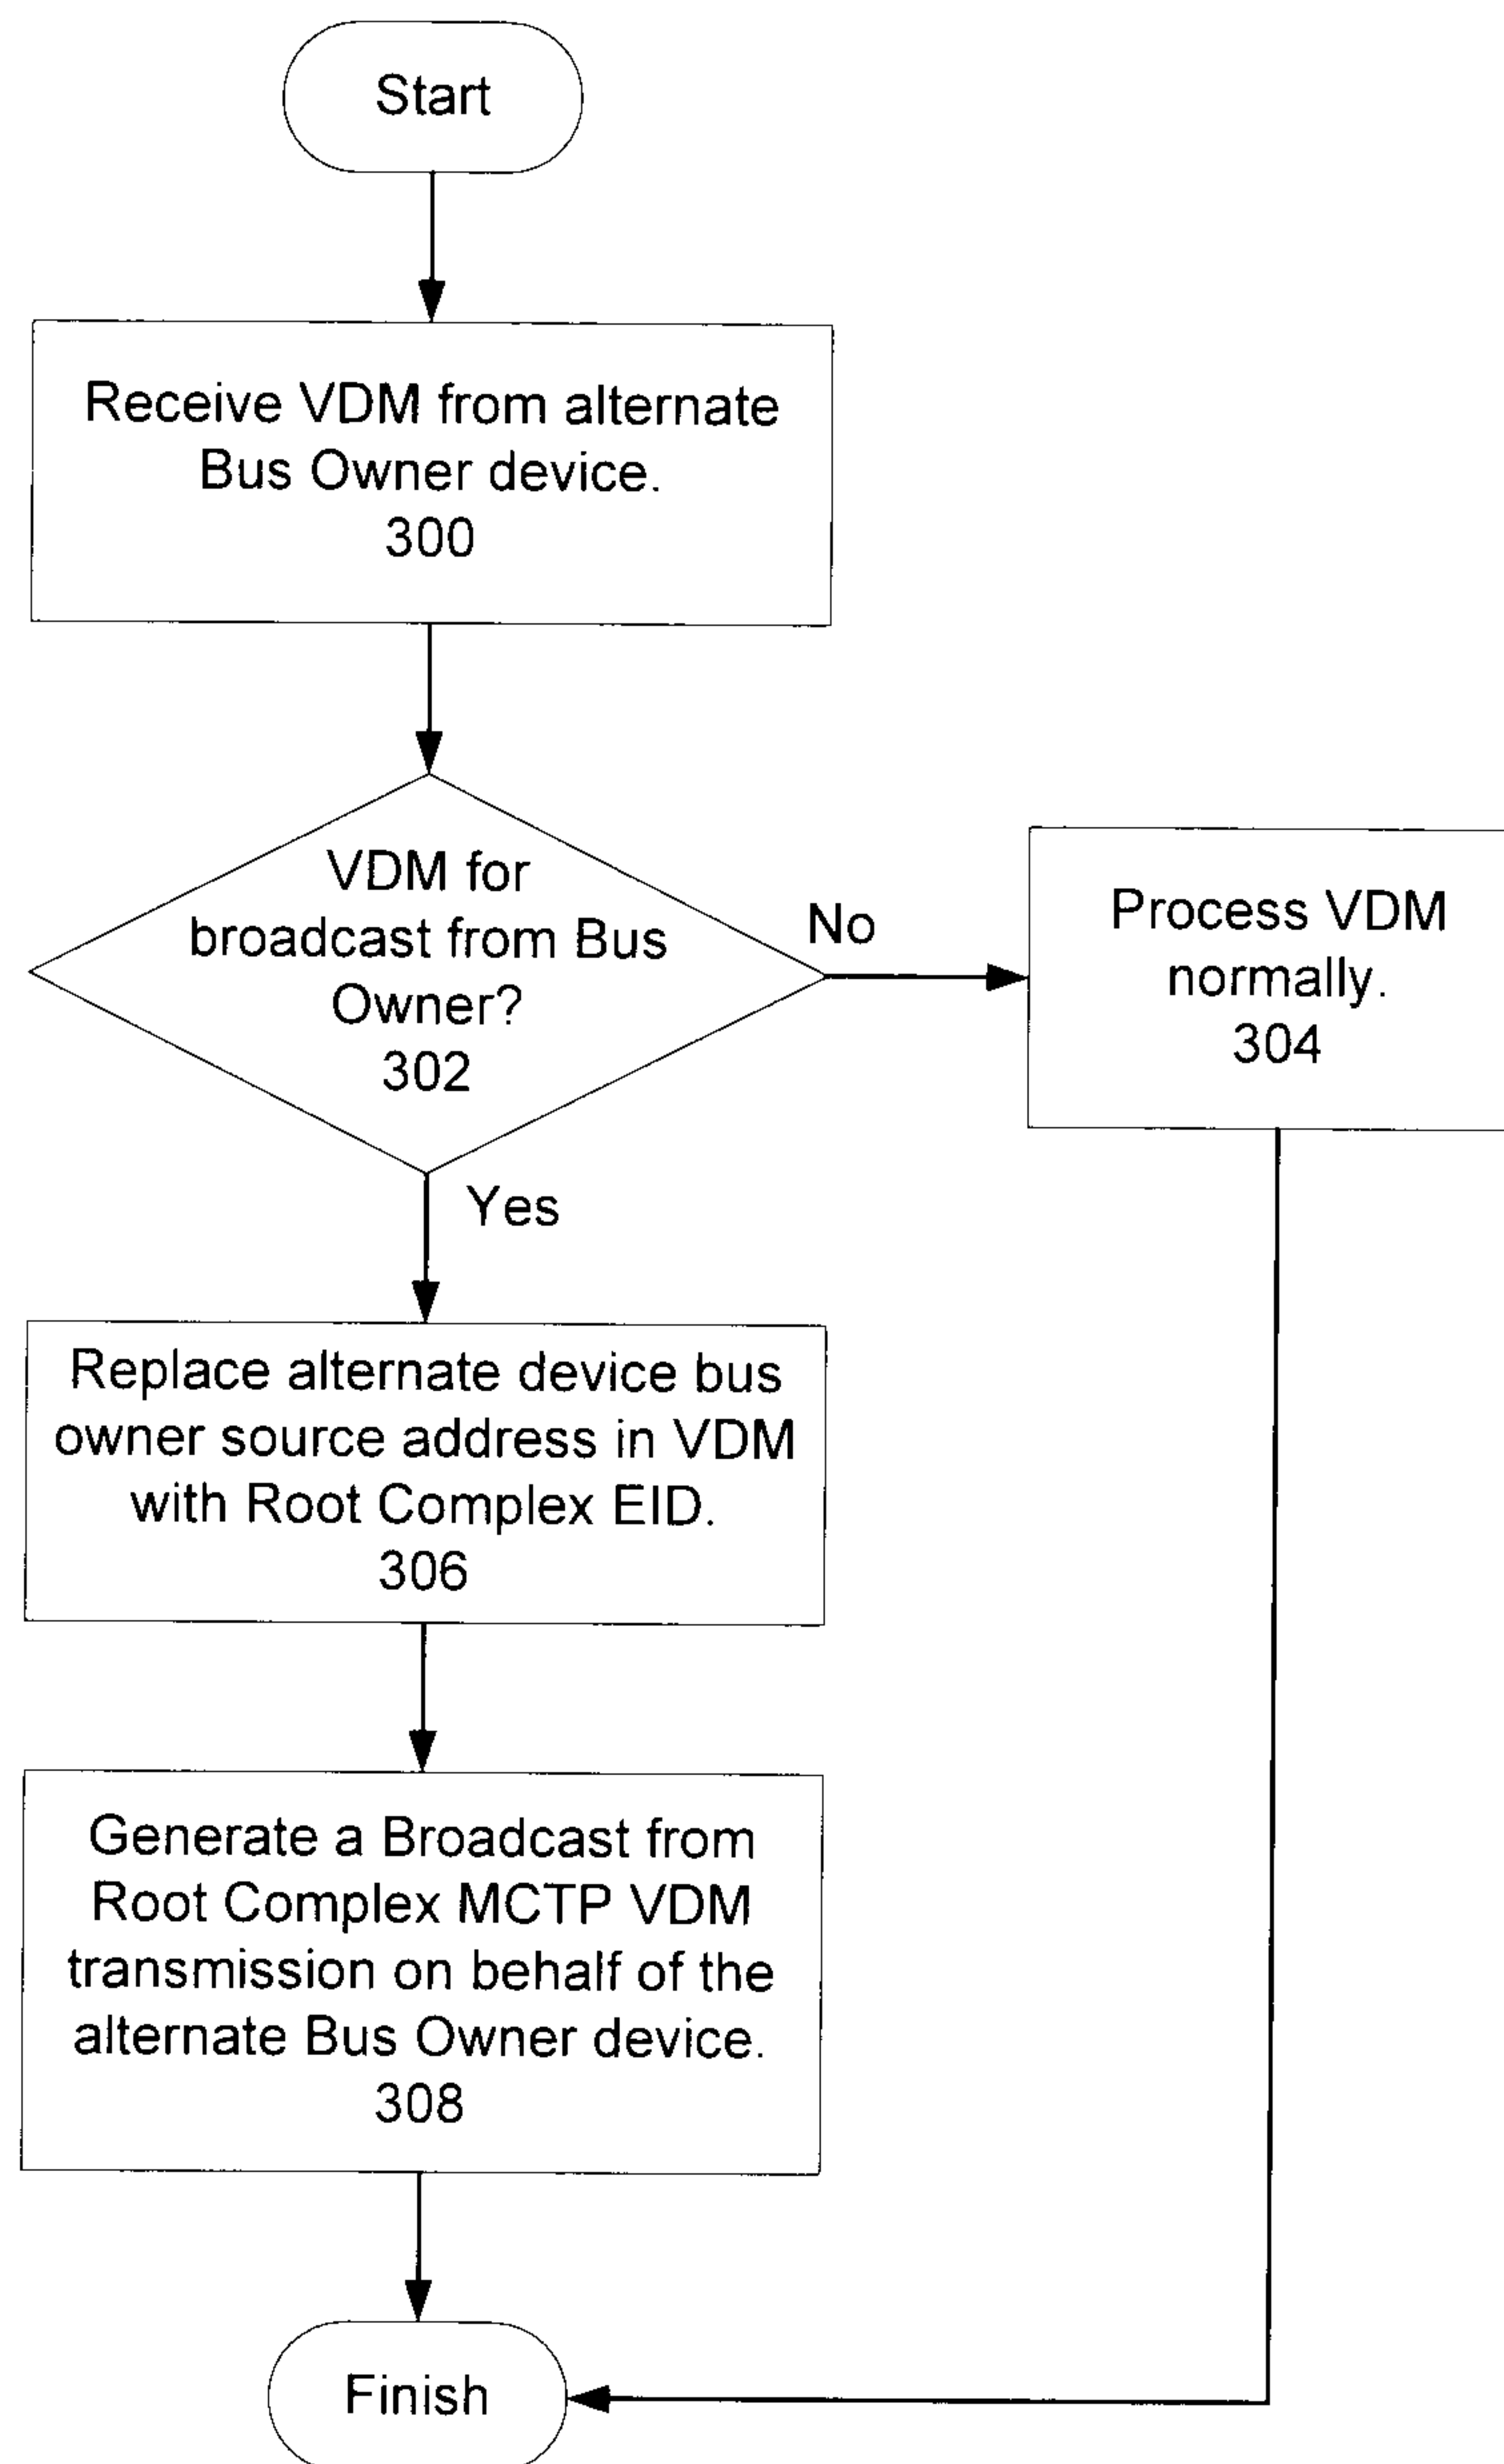 Start
Receive VDM from alternate
Bus Owner device.
300
VDM for
broadcast from Bus
Owner?
302
No
Process VDM
normally.
304
Yes
Replace alternate device bus
owner source address in VDM
with Root Complex EID.
306
Generate a Broadcast from
Root Complex MCTP VDM
transmission on behalf of the
alternate Bus Owner device.
308
Finish